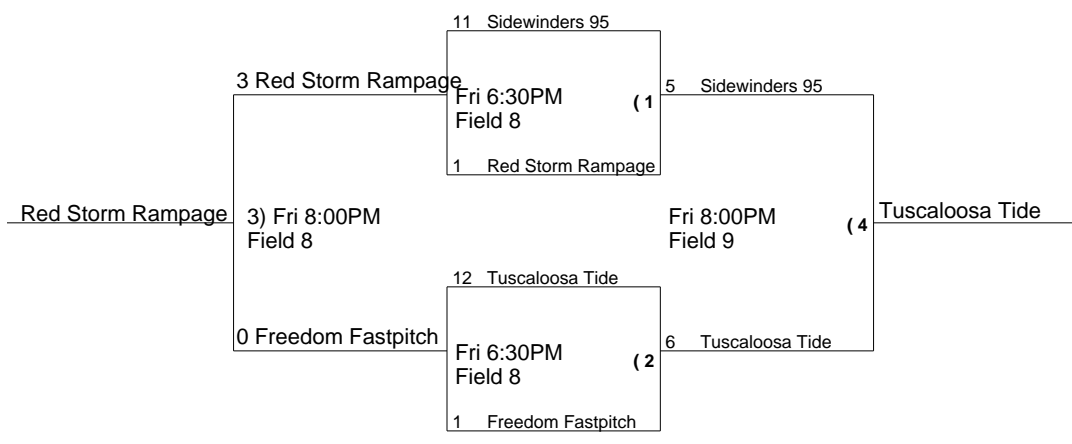 11 Sidewinders 95
3 Red Storm Rampage
Fri 6:30PM
Field 8
( 1
5 Sidewinders 95
1 Red Storm Rampage
Red Storm Rampage
3) Fri 8:00PM
Field 8
Fri 8:00PM
Field 9
( 4
Tuscaloosa Tide
12 Tuscaloosa Tide
0 Freedom Fastpitch
Fri 6:30PM
Field 8
( 2
6 Tuscaloosa Tide
1 Freedom Fastpitch